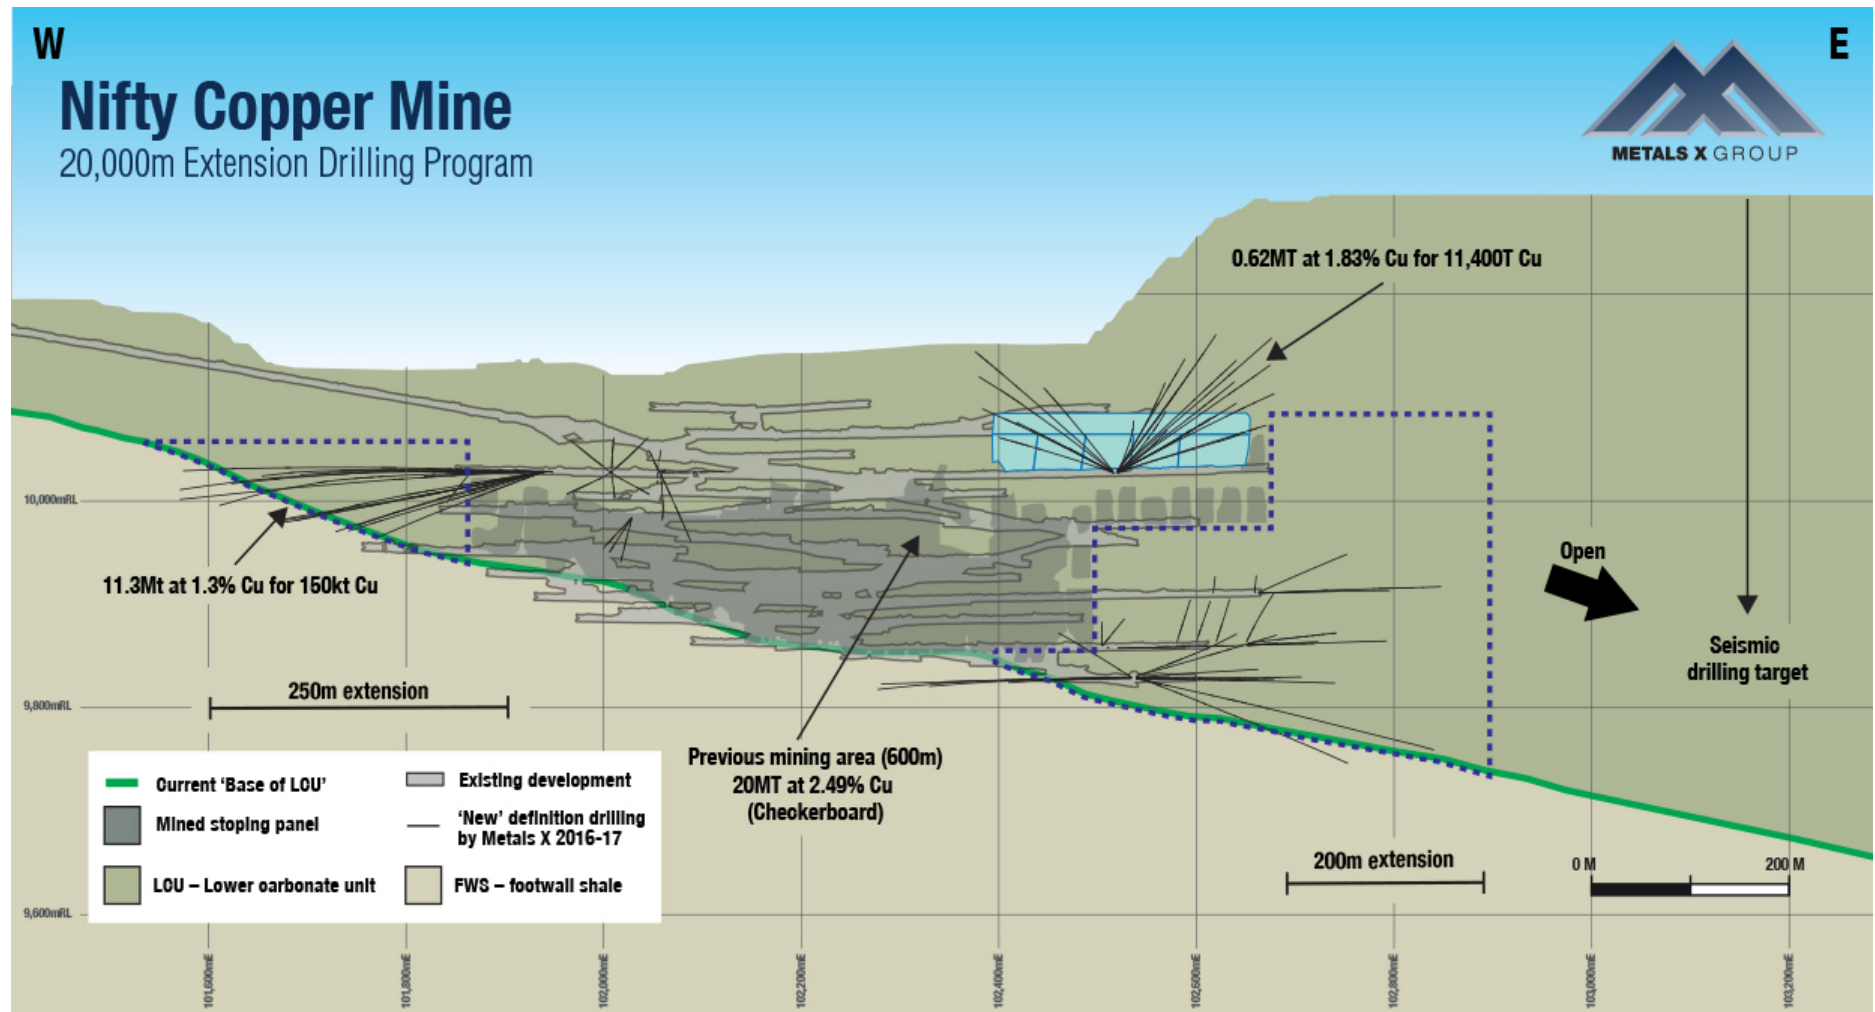 W
E
Nifty Copper Mine
20,000m Extension Drilling Program
METALS X GROUP
0.62MT at 1.83% Cu for 11,400T Cu
10,000mRL
11.3Mt at 1.3% Cu for 150kt Cu
Open
Seismic
drilling target
250m extension
9,800mRL
Previous mining area (600m)
20MT at 2.49% Cu
(Checkerboard)
Current ‘Base of LCU’
Existing development
Mined stoping panel
‘New’ definition drilling
by Metals X 2016-17
LCU – Lower carbonate unit
FWS – footwall shale
200m extension
0 M
200 M
9,600mRL
101,600mE
101,800mE
102,000mE
102,200mE
102,400mE
102,600mE
102,800mE
103,000mE
103,200mE